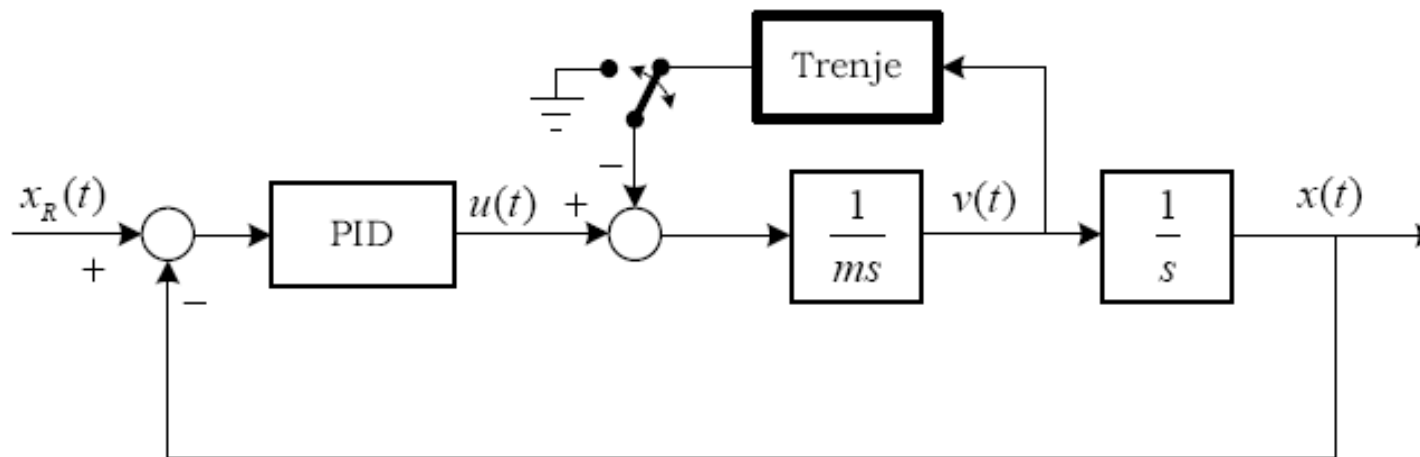 Trenje
−
x_R(t)
+
−
PID
u(t)
+
1
ms
v(t)
1
s
x(t)